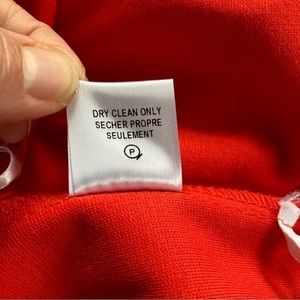 DRY CLEAN ONLY
SECHER PROPRE
SEULEMENT
P